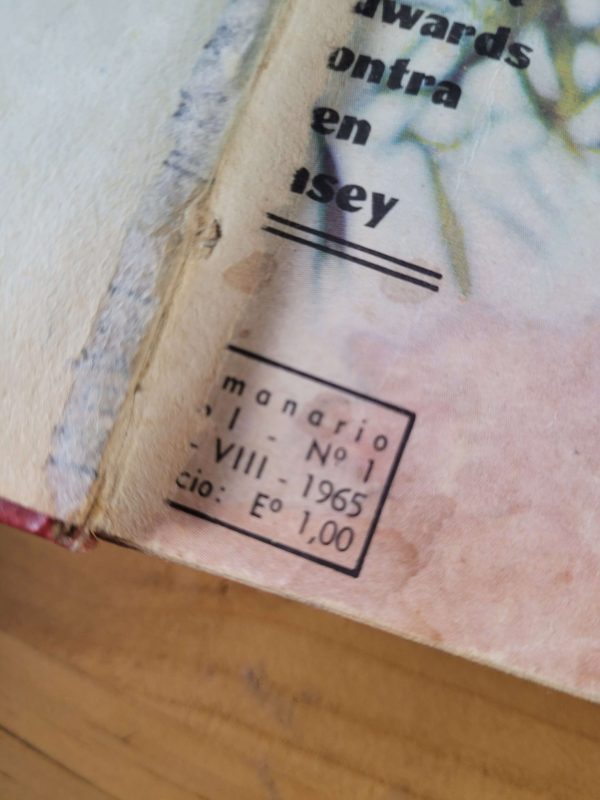 dwards
ontra
en
sey
manario
I - Nº 1
- VIII - 1965
cio: Eº 1,00